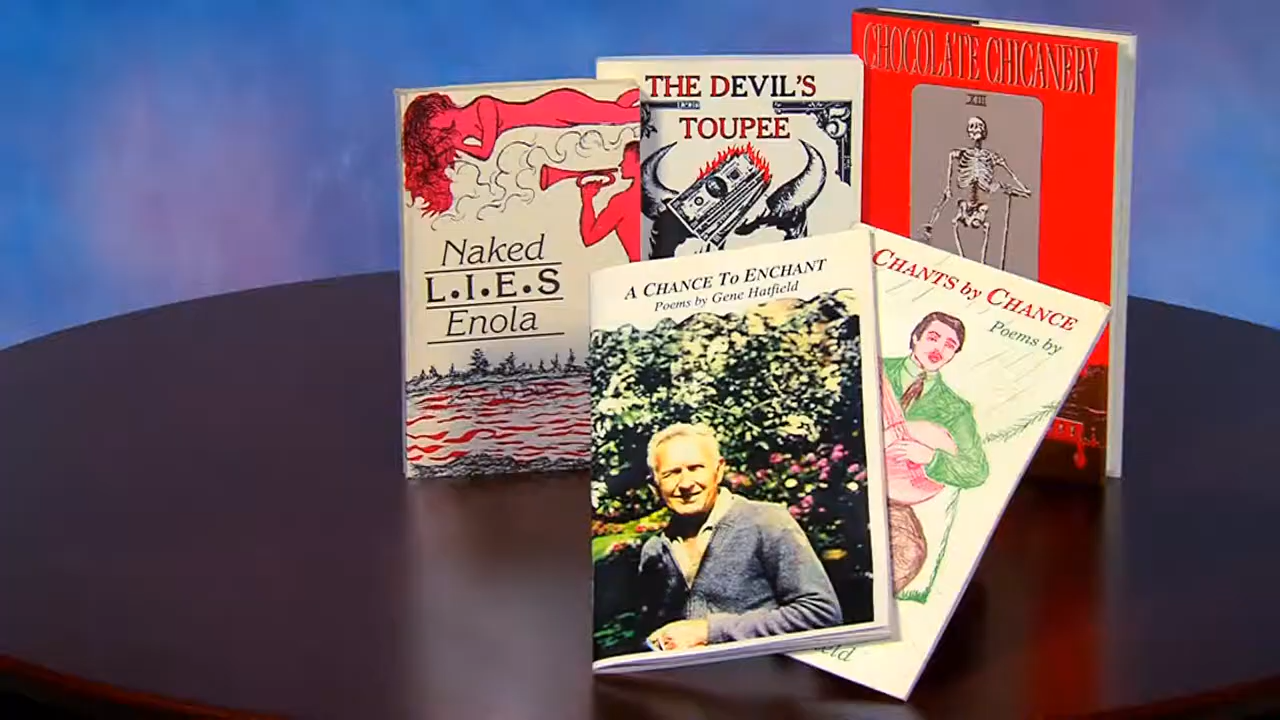 Naked
L.I.E.S
Enola
THE DEVIL'S
TOUPEE
5
CHOCOLATE CHICANERY
XIII
A CHANCE TO ENCHANT
Poems by Gene Hatfield
CHANTS by CHANCE
Poems by